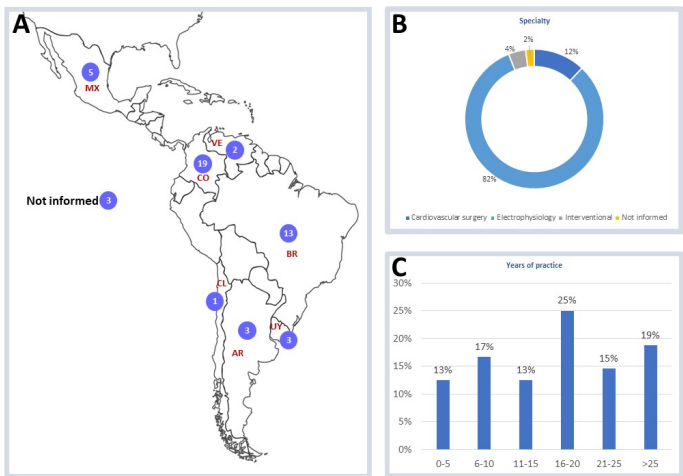 A
5
MX
VE
2
19
CO
Not informed 3
13
BR
CL
1
3
UY
3
AR
B
Specialty
2%
4%
12%
82%
Cardiovascular surgery Electrophysiology Interventional Not informed
C
Years of practice
30%
25%
20%
15%
10%
5%
0%
13%
17%
13%
25%
15%
19%
0-5 6-10 11-15 16-20 21-25 >25